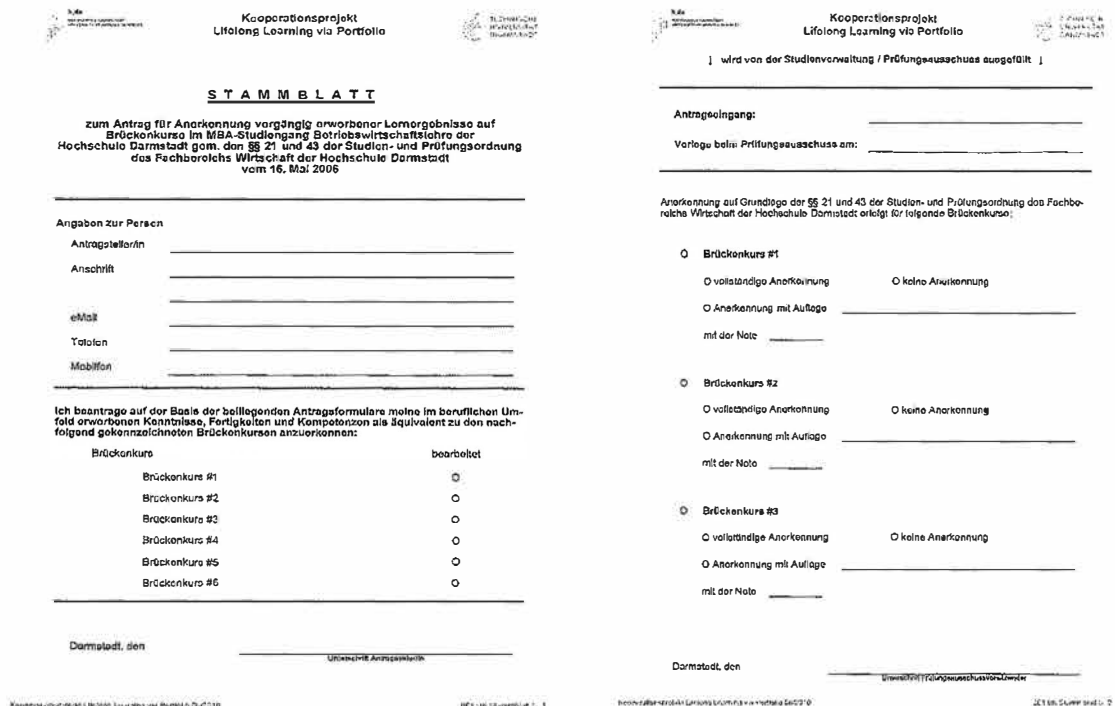 Kooperationsprojekt
Lifelong Learning via Portfolio
TECHNISCHE
UNIVERSITÄT
DARMSTADT
S T A M M B L A T T
zum Antrag für Anerkennung vorgängig erworbener Lernergebnisse auf
Brückenkurse im MBA-Studiengang Betriebswirtschaftslehre der
Hochschule Darmstadt gem. den §§ 21 und 43 der Studien- und Prüfungsordnung
des Fachbereichs Wirtschaft der Hochschule Darmstadt
vom 16. Mai 2006
Angaben zur Person
Antragsteller/in
Anschrift
eMail
Telefon
Mobilfon
Ich beantrage auf der Basis der beiliegenden Antragsformulare meine im beruflichen Um-
feld erworbenen Kenntnisse, Fertigkeiten und Kompetenzen als äquivalent zu den nach-
folgend gekennzeichneten Brückenkursen anzuerkennen:
Brückenkurs bearbeitet
Brückenkurs #1 O
Brückenkurs #2 O
Brückenkurs #3 O
Brückenkurs #4 O
Brückenkurs #5 O
Brückenkurs #6 O
Darmstadt, den
Unterschrift Antragsteller/in
Kooperationsprojekt
Lifelong Learning via Portfolio
TECHNISCHE
UNIVERSITÄT
DARMSTADT
wird von der Studienverwaltung / Prüfungsausschuss ausgefüllt
Antragseingang:
Vorlage beim Prüfungsausschuss am:
Anerkennung auf Grundlage der §§ 21 und 43 der Studien- und Prüfungsordnung des Fachbe-
reichs Wirtschaft der Hochschule Darmstadt erfolgt für folgende Brückenkurse:
O Brückenkurs #1
O vollständige Anerkennung O keine Anerkennung
O Anerkennung mit Auflage
mit der Note
O Brückenkurs #2
O vollständige Anerkennung O keine Anerkennung
O Anerkennung mit Auflage
mit der Note
O Brückenkurs #3
O vollständige Anerkennung O keine Anerkennung
O Anerkennung mit Auflage
mit der Note
Darmstadt, den
Unterschrift Prüfungsausschussvorsitzender